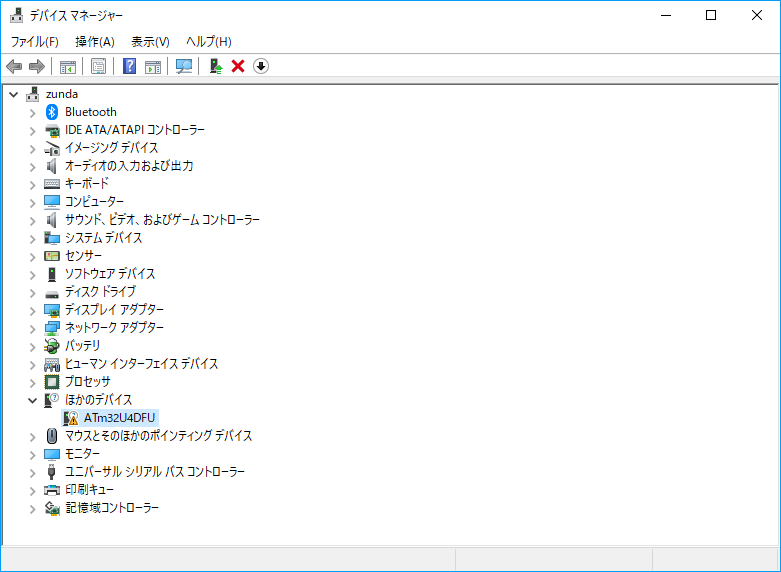 デバイス マネージャー
ファイル(F) 操作(A) 表示(V) ヘルプ(H)
zunda
Bluetooth
IDE ATA/ATAPI コントローラー
イメージング デバイス
オーディオの入力および出力
キーボード
コンピューター
サウンド、ビデオ、およびゲーム コントローラー
システム デバイス
センサー
ソフトウェア デバイス
ディスク ドライブ
ディスプレイ アダプター
ネットワーク アダプター
バッテリ
ヒューマン インターフェイス デバイス
プロセッサ
ほかのデバイス
ATm32U4DFU
マウスとそのほかのポインティング デバイス
モニター
ユニバーサル シリアル バス コントローラー
印刷キュー
記憶域コントローラー